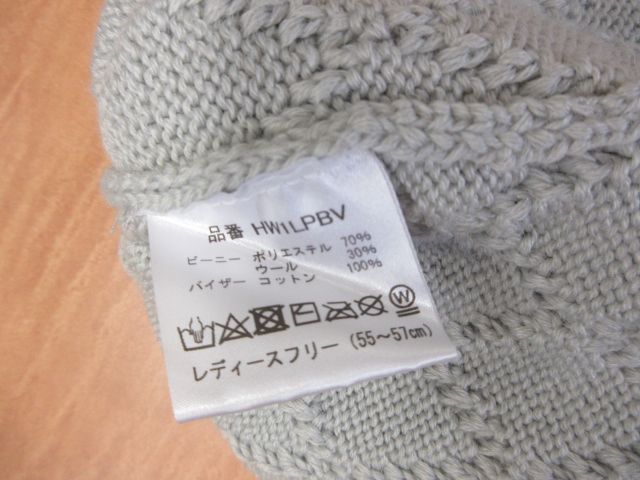 品番 HW1LPBV
ビーニー ポリエステル 70%
ウール 30%
バイザー コットン 100%
W
レディースフリー (55～57cm)